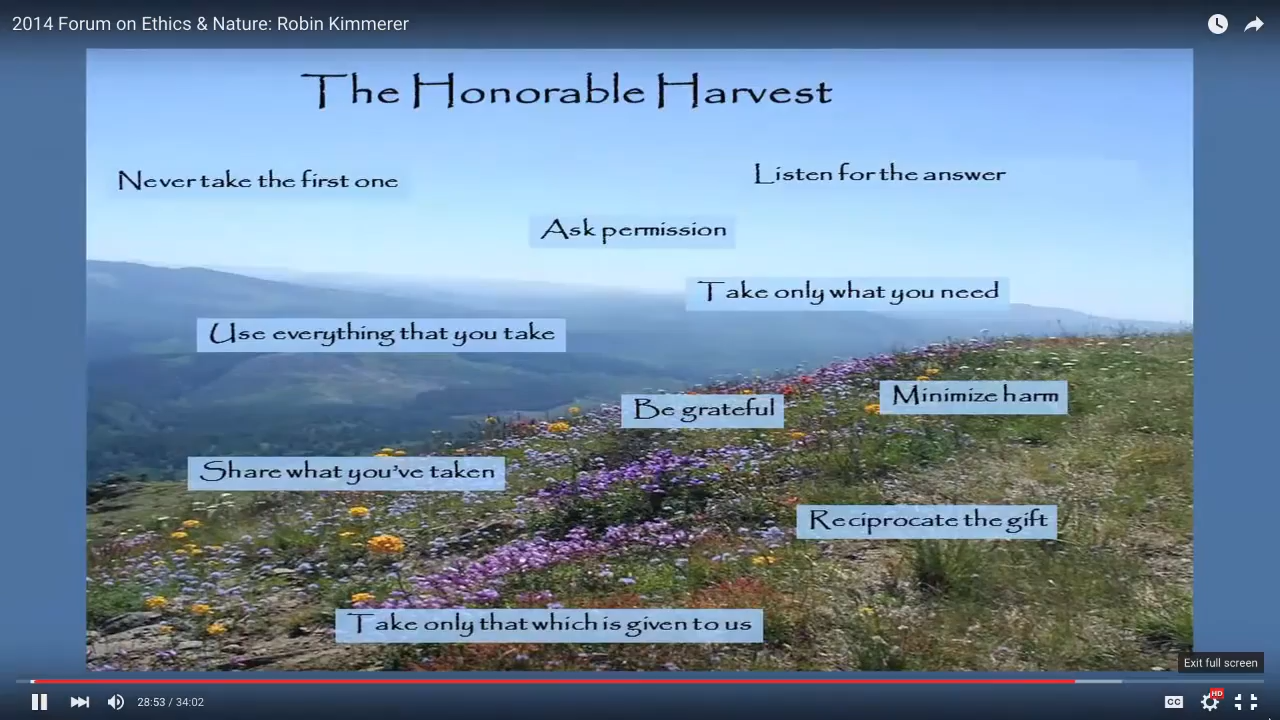 2014 Forum on Ethics & Nature: Robin Kimmerer
The Honorable Harvest
Never take the first one
Listen for the answer
Ask permission
Take only what you need
Use everything that you take
Minimize harm
Be grateful
Share what you've taken
Reciprocate the gift
Take only that which is given to us
Exit full screen
28:53 / 34:02
CC
HD